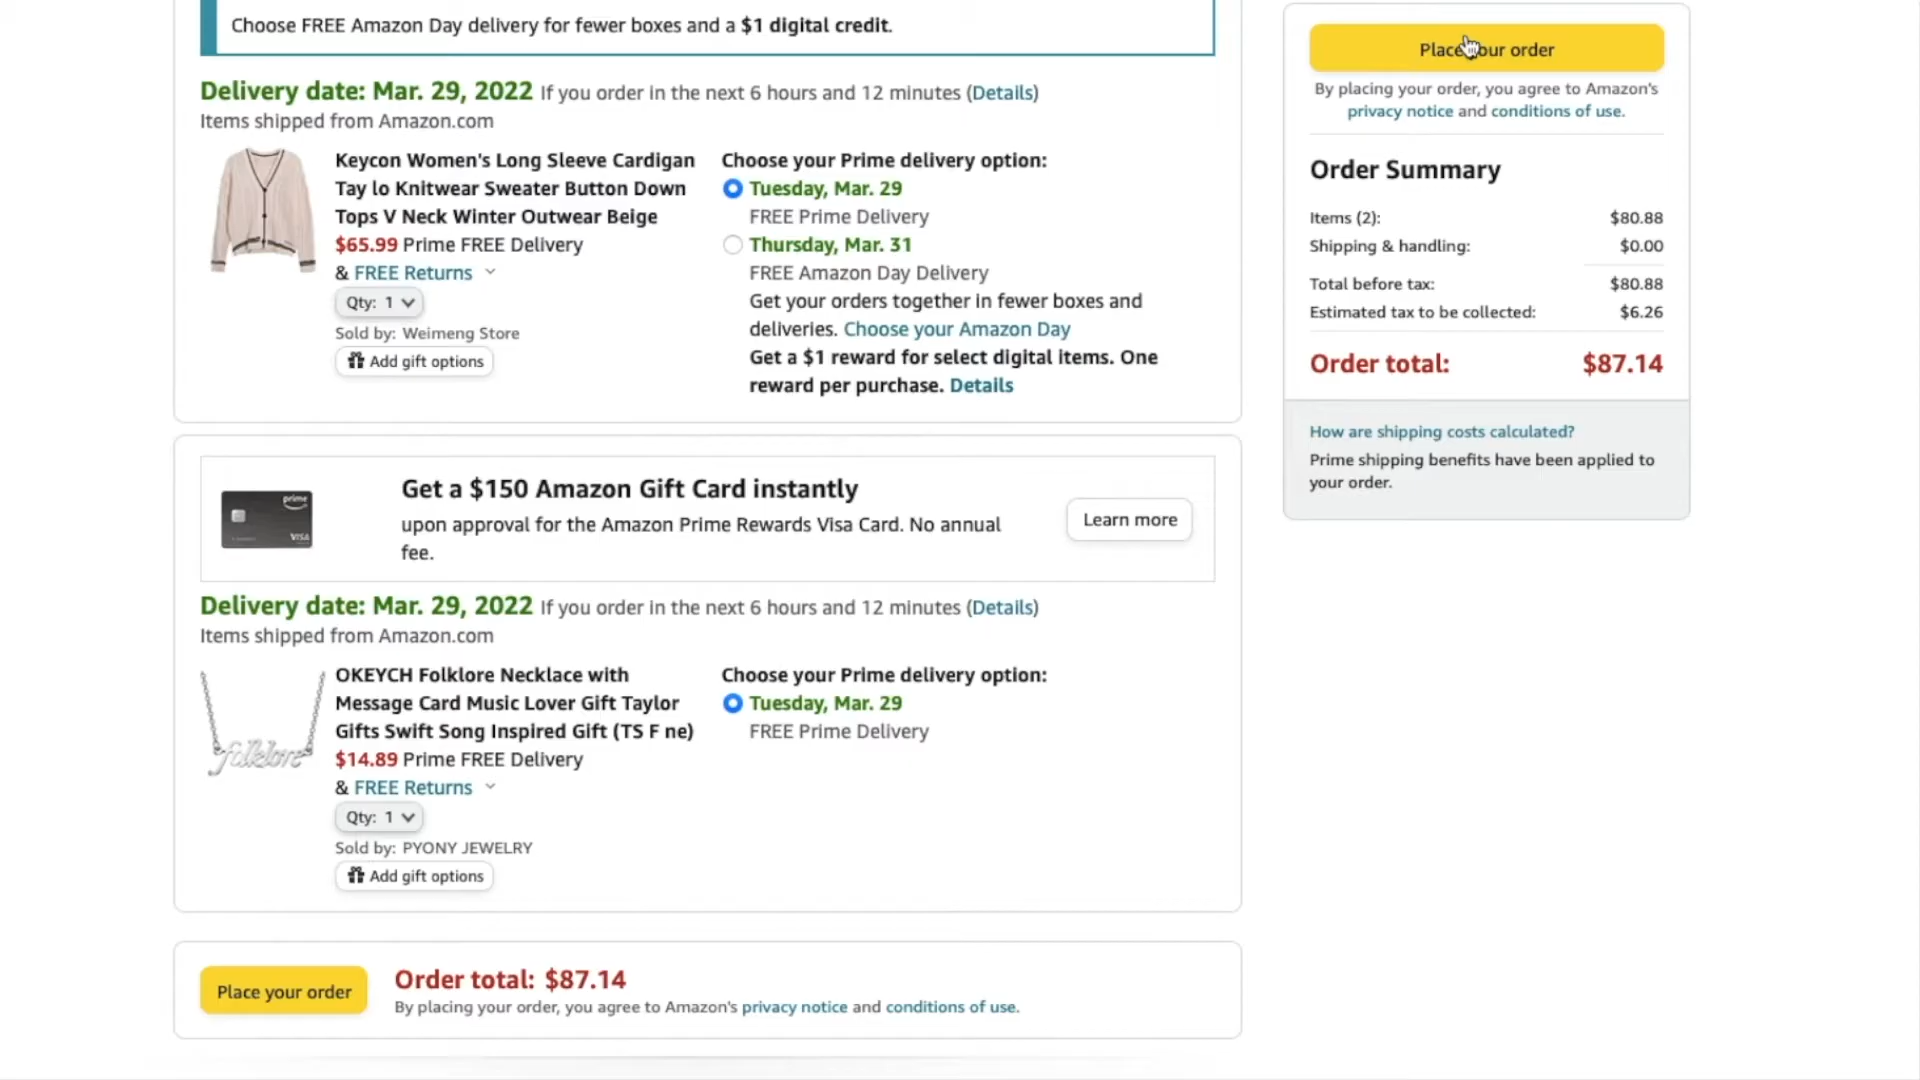 Choose FREE Amazon Day delivery for fewer boxes and a $1 digital credit.
Delivery date: Mar. 29, 2022 If you order in the next 6 hours and 12 minutes (Details)
Items shipped from Amazon.com
Keycon Women's Long Sleeve Cardigan
Tay lo Knitwear Sweater Button Down
Tops V Neck Winter Outwear Beige
$65.99 Prime FREE Delivery
& FREE Returns
Qty: 1
Sold by: Weimeng Store
Add gift options
Choose your Prime delivery option:
Tuesday, Mar. 29
FREE Prime Delivery
Thursday, Mar. 31
FREE Amazon Day Delivery
Get your orders together in fewer boxes and
deliveries. Choose your Amazon Day
Get a $1 reward for select digital items. One
reward per purchase. Details
prime
VISA
Get a $150 Amazon Gift Card instantly
upon approval for the Amazon Prime Rewards Visa Card. No annual
fee.
Learn more
Delivery date: Mar. 29, 2022 If you order in the next 6 hours and 12 minutes (Details)
Items shipped from Amazon.com
folklore
OKEYCH Folklore Necklace with
Message Card Music Lover Gift Taylor
Gifts Swift Song Inspired Gift (TS F ne)
$14.89 Prime FREE Delivery
& FREE Returns
Qty: 1
Sold by: PYONY JEWELRY
Add gift options
Choose your Prime delivery option:
Tuesday, Mar. 29
FREE Prime Delivery
Place your order
Order total: $87.14
By placing your order, you agree to Amazon's privacy notice and conditions of use.
Place your order
By placing your order, you agree to Amazon's
privacy notice and conditions of use.
Order Summary
Items (2): $80.88
Shipping & handling: $0.00
Total before tax: $80.88
Estimated tax to be collected: $6.26
Order total: $87.14
How are shipping costs calculated?
Prime shipping benefits have been applied to
your order.